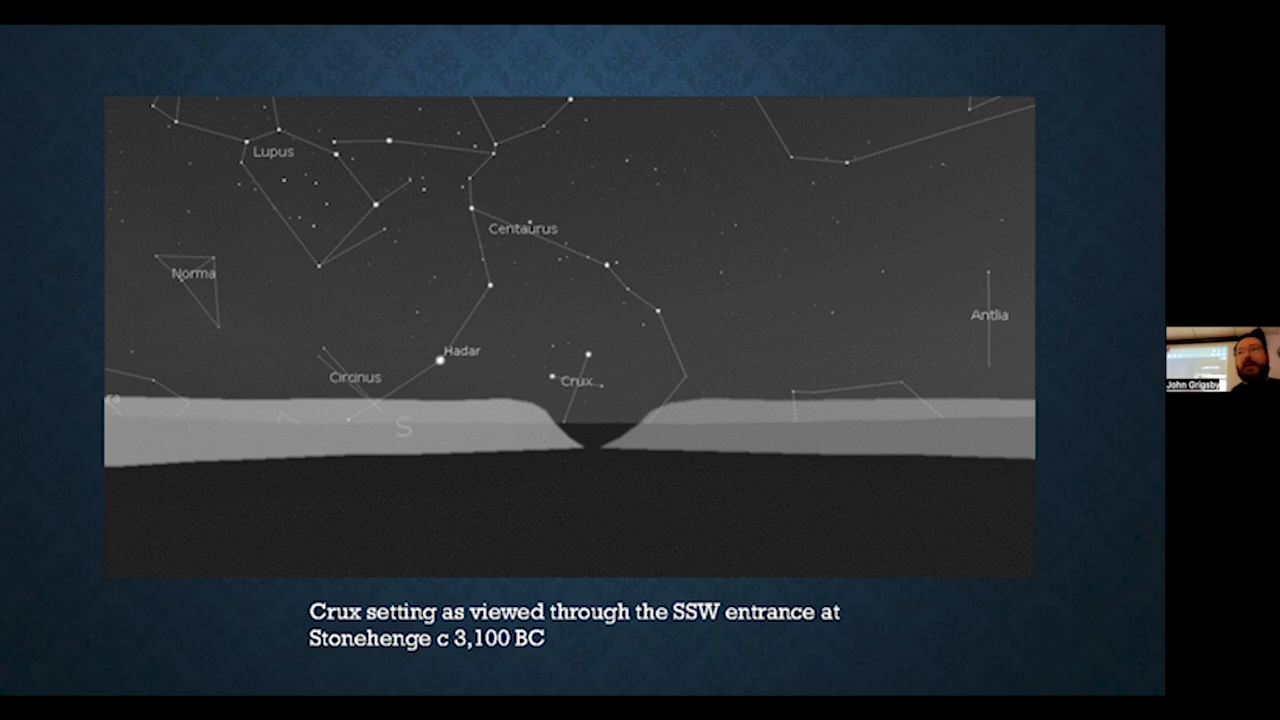 Lupus
Centaurus
Norma
Antlia
Hadar
Circinus
Crux
ra
S
John Grigsby
Crux setting as viewed through the SSW entrance at
Stonehenge c 3,100 BC